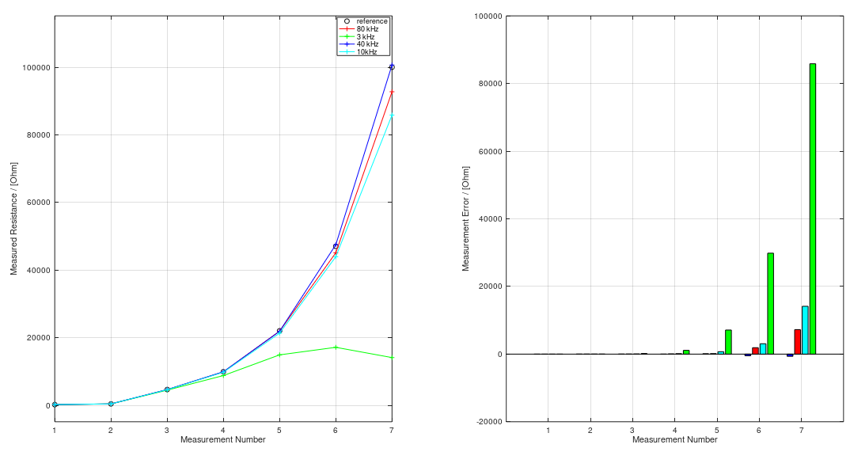 reference
80 kHz
3 kHz
40 kHz
10kHz
100000
80000
60000
40000
20000
0
Measured Resistance / [Ohm]
1 2 3 4 5 6 7
Measurement Number
100000
80000
60000
40000
20000
0
-20000
Measurement Error / [Ohm]
1 2 3 4 5 6 7
Measurement Number